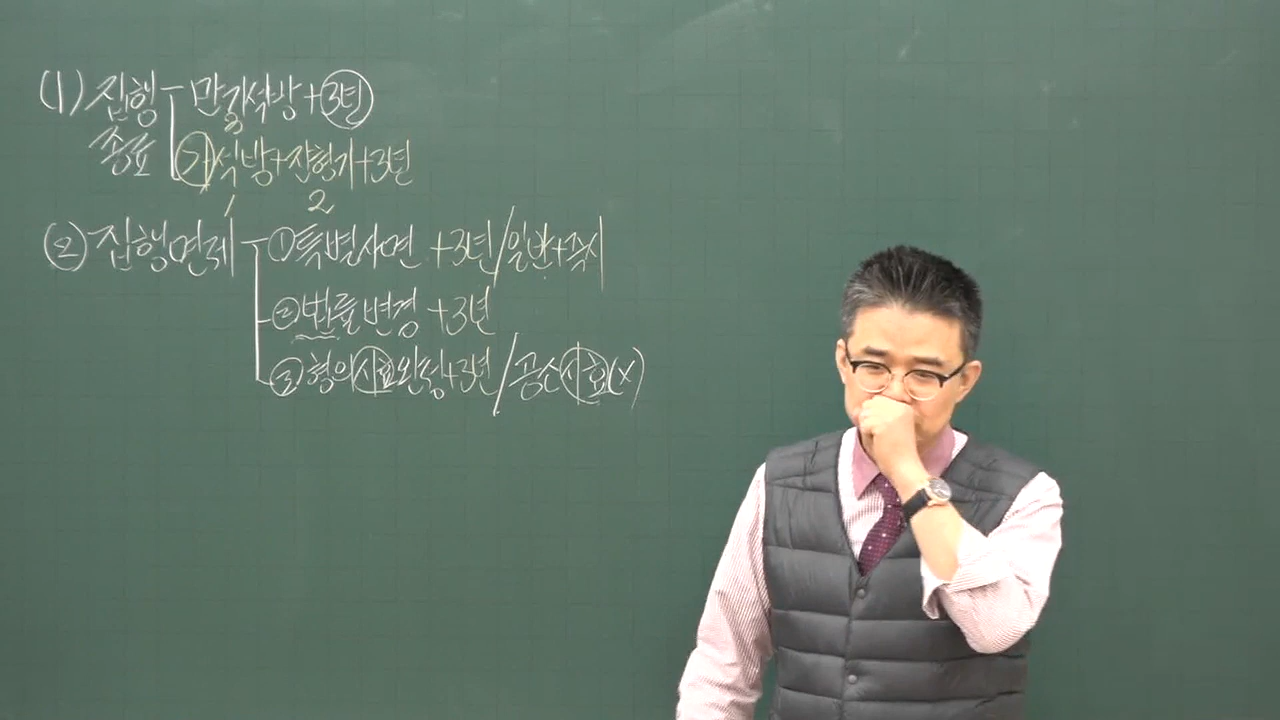 (1) 집행 만기석방+3년
종료 가석방+잔형기+3년
1 2
(2) 집행면제 ①특별사면 +3년/일반+즉시
②법률변경 +3년
③형의시효완성+3년/공소시효(x)